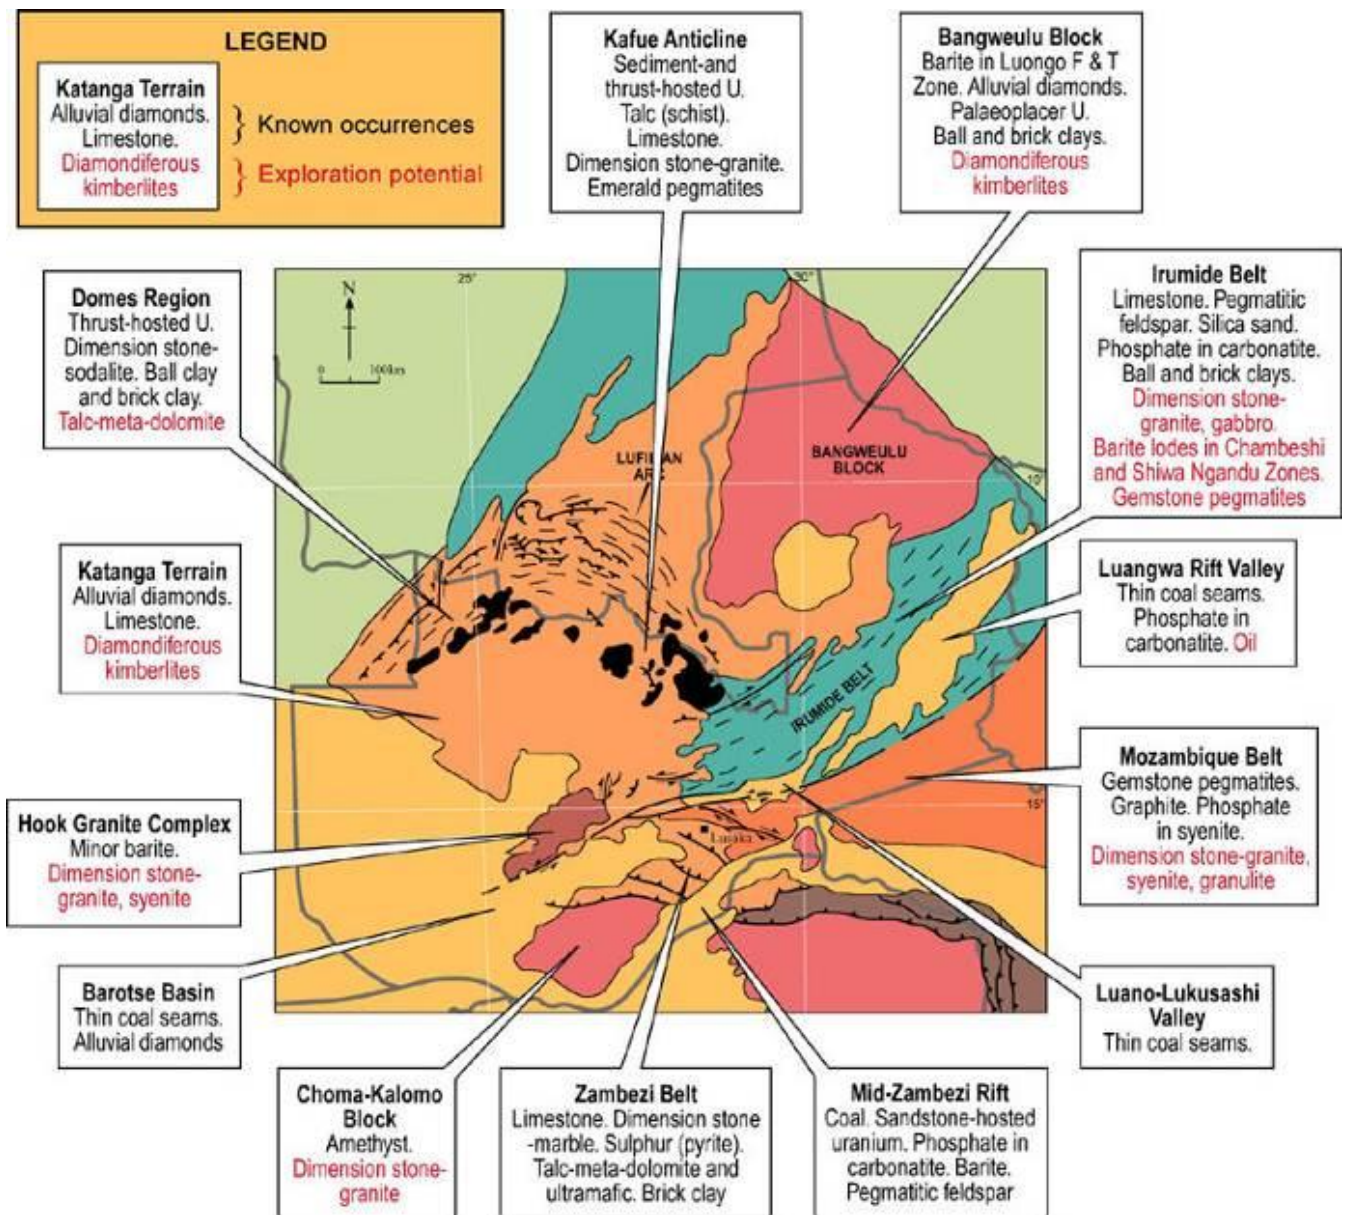 LEGEND
Katanga Terrain
Alluvial diamonds.
Limestone.
Diamondiferous
kimberlites
} Known occurrences
} Exploration potential
Kafue Anticline
Sediment-and
thrust-hosted U.
Talc (schist).
Limestone.
Dimension stone-granite.
Emerald pegmatites
Bangweulu Block
Barite in Luongo F & T
Zone. Alluvial diamonds.
Palaeoplacer U.
Ball and brick clays.
Diamondiferous
kimberlites
Domes Region
Thrust-hosted U.
Dimension stone-
sodalite. Ball clay
and brick clay.
Talc-meta-dolomite
Irumide Belt
Limestone. Pegmatitic
feldspar. Silica sand.
Phosphate in carbonatite.
Ball and brick clays.
Dimension stone-
granite, gabbro.
Barite lodes in Chambeshi
and Shiwa Ngandu Zones.
Gemstone pegmatites
25°
30°
N
0 100km
LUFILIAN
ARC
BANGWEULU
BLOCK
10°
Katanga Terrain
Alluvial diamonds.
Limestone.
Diamondiferous
kimberlites
Luangwa Rift Valley
Thin coal seams.
Phosphate in
carbonatite. Oil
IRUMIDE BELT
Mozambique Belt
Gemstone pegmatites.
Graphite. Phosphate
in syenite.
Dimension stone-granite,
syenite, granulite
15°
Lusaka
Hook Granite Complex
Minor barite.
Dimension stone-
granite, syenite
Barotse Basin
Thin coal seams.
Alluvial diamonds
Luano-Lukusashi
Valley
Thin coal seams.
Choma-Kalomo
Block
Amethyst.
Dimension stone-
granite
Zambezi Belt
Limestone. Dimension stone
-marble. Sulphur (pyrite).
Talc-meta-dolomite and
ultramafic. Brick clay
Mid-Zambezi Rift
Coal. Sandstone-hosted
uranium. Phosphate in
carbonatite. Barite.
Pegmatitic feldspar